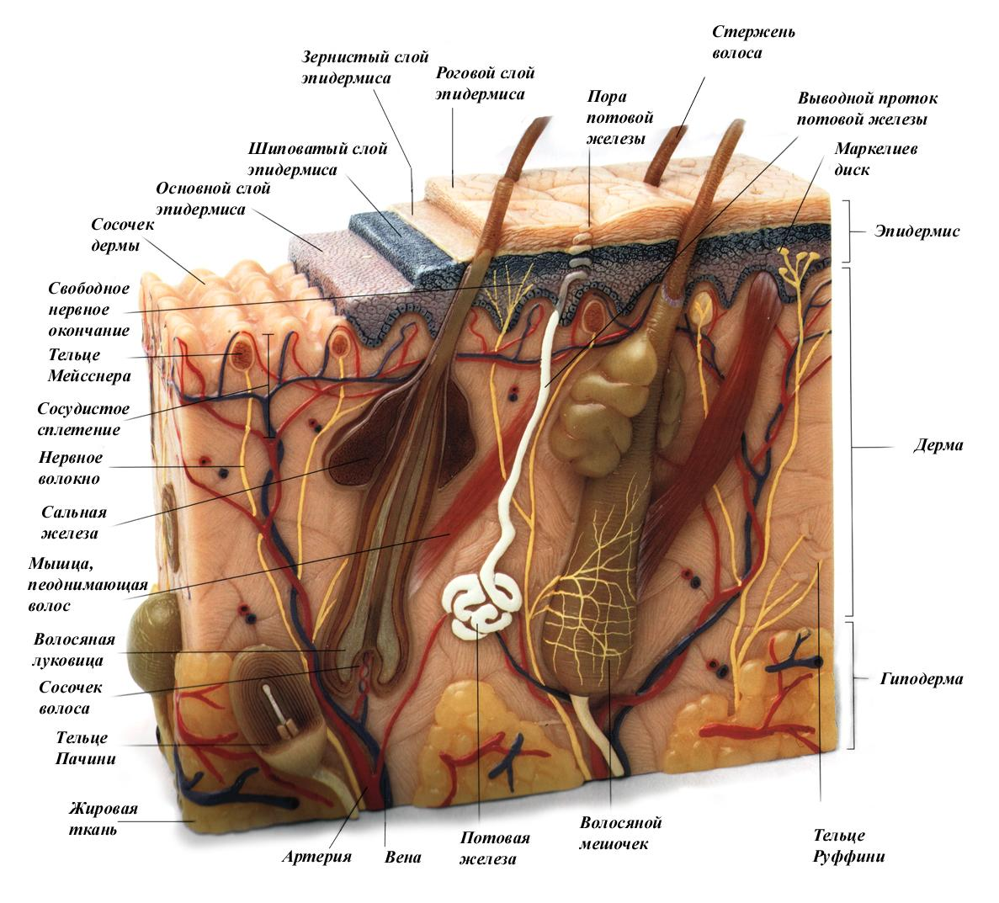 Стержень
волоса
Зернистый слой
эпидермиса
Роговой слой
эпидермиса
Пора
потовой
железы
Выводной проток
потовой железы
Шиповатый слой
эпидермиса
Маркелиев
диск
Основной слой
эпидермиса
Сосочек
дермы
Эпидермис
Свободное
нервное
окончание
Тельце
Мейсснера
Сосудистое
сплетение
Дерма
Нервное
волокно
Сальная
железа
Мышца,
пеоднимающая
волос
Волосяная
луковица
Сосочек
волоса
Гиподерма
Тельце
Пачини
Жировая
ткань
Артерия
Вена
Потовая
железа
Волосяной
мешочек
Тельце
Руффини